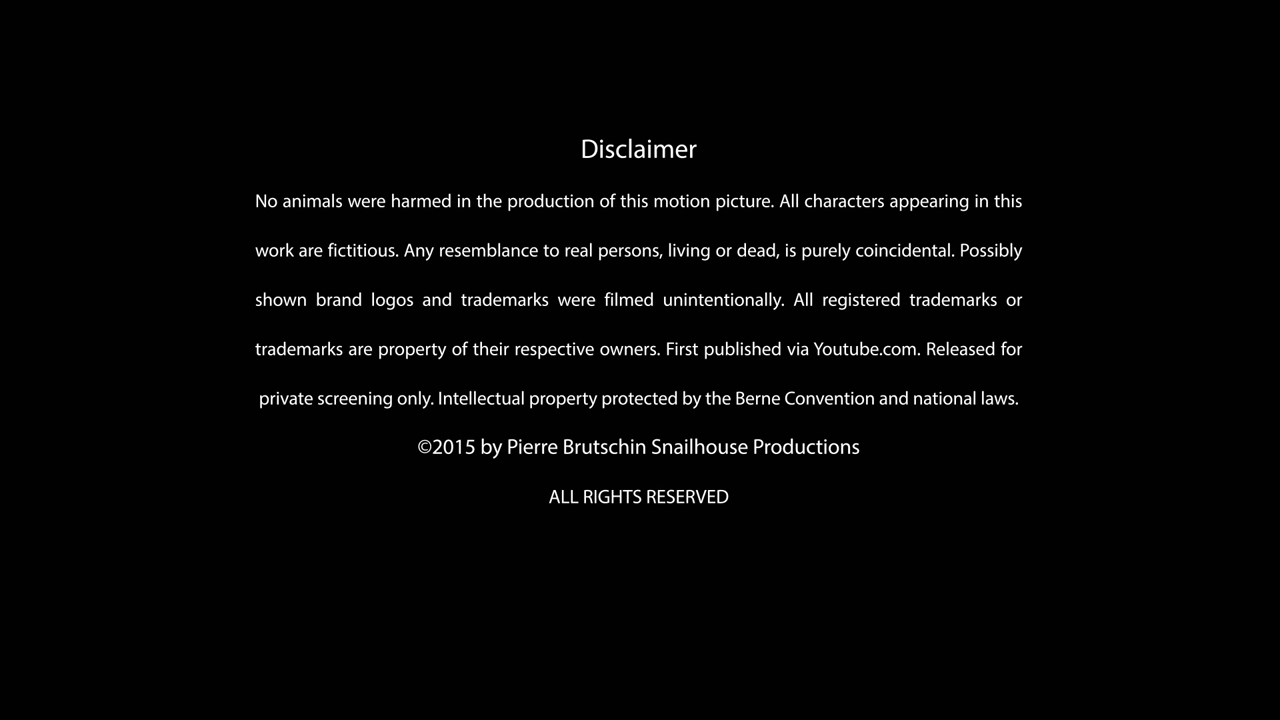 Disclaimer
No animals were harmed in the production of this motion picture. All characters appearing in this
work are fictitious. Any resemblance to real persons, living or dead, is purely coincidental. Possibly
shown brand logos and trademarks were filmed unintentionally. All registered trademarks or
trademarks are property of their respective owners. First published via Youtube.com. Released for
private screening only. Intellectual property protected by the Berne Convention and national laws.
©2015 by Pierre Brutschin Snailhouse Productions
ALL RIGHTS RESERVED